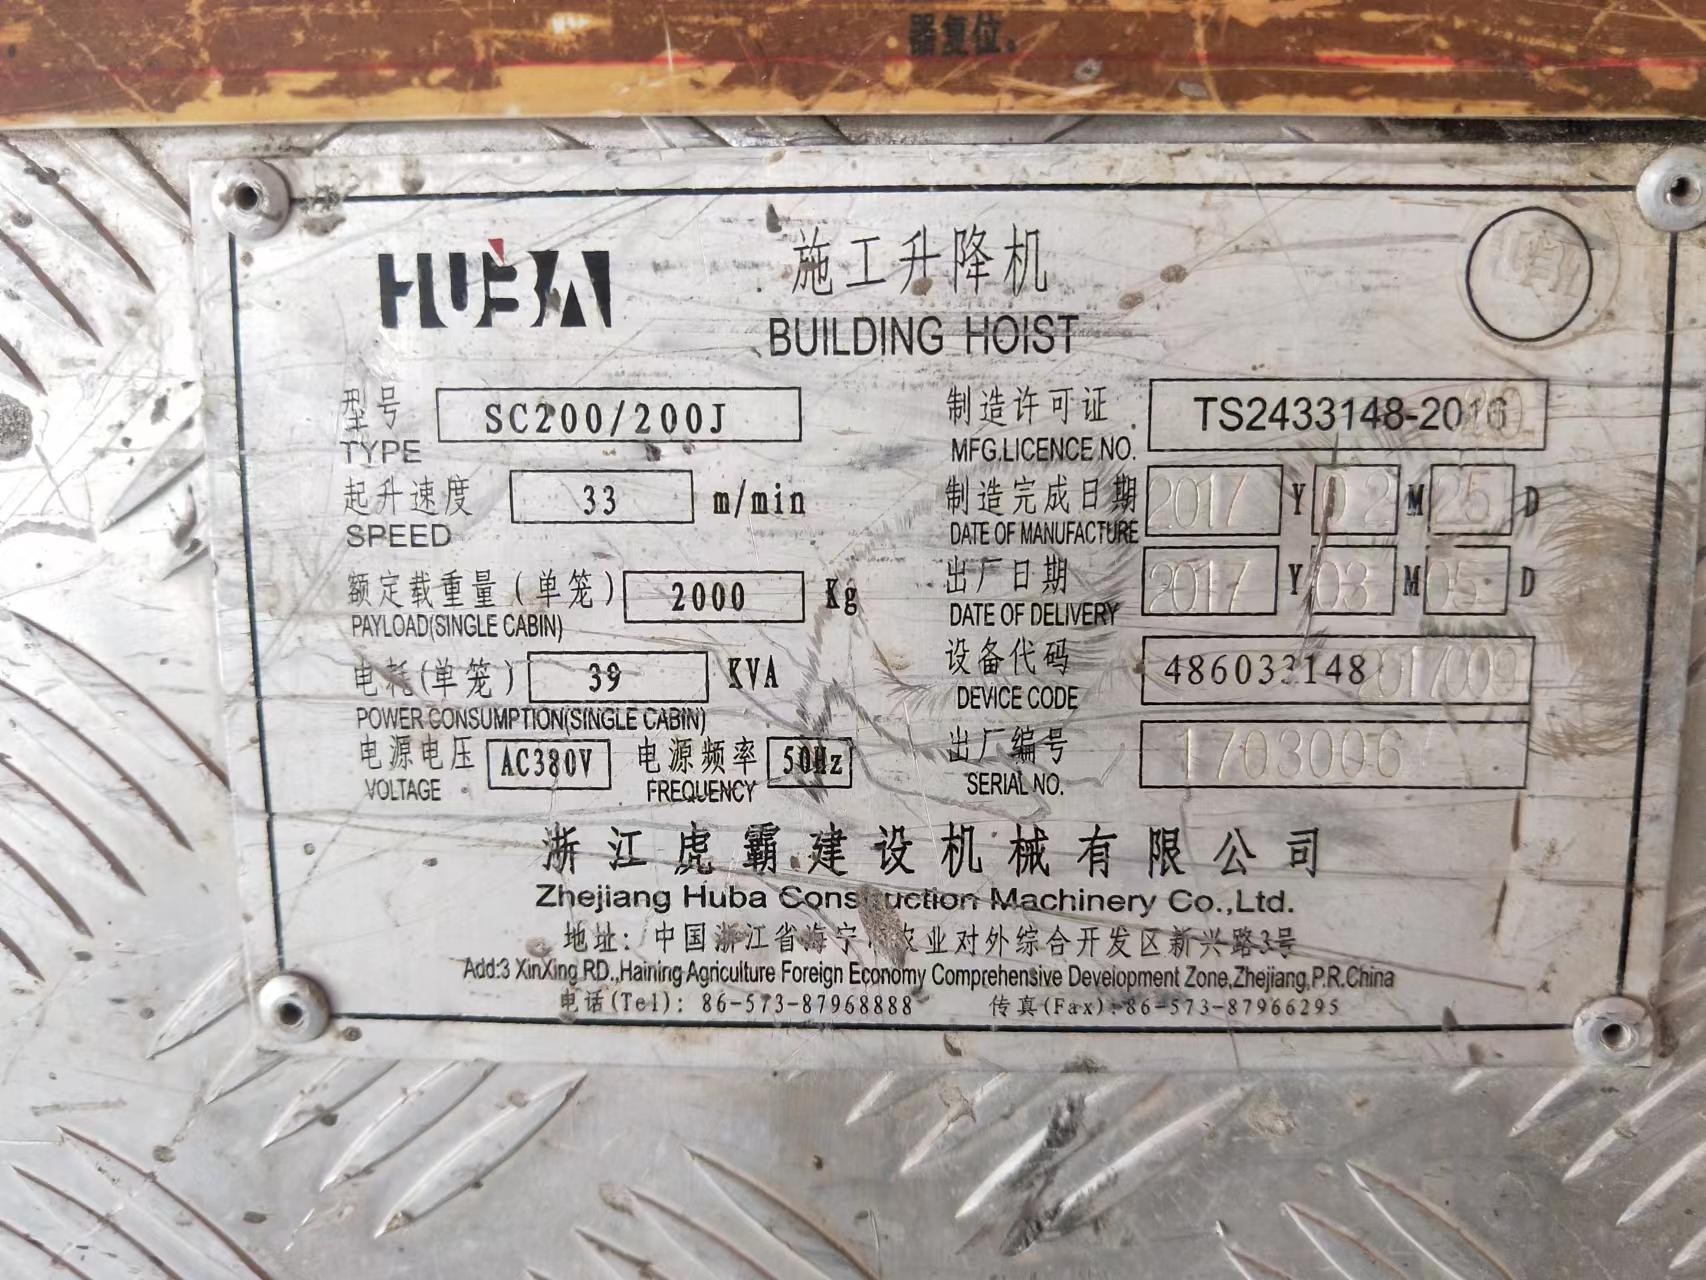 器复位。
HUBA
施工升降机
BUILDING HOIST
型号 SC200/200J
TYPE
起升速度 33 m/min
SPEED
额定载重量(单笼) 2000 Kg
PAYLOAD(SINGLE CABIN)
电耗(单笼) 39 KVA
POWER CONSUMPTION(SINGLE CABIN)
电源电压 AC380V 电源频率 50Hz
VOLTAGE FREQUENCY
制造许可证 TS2433148-2016
MFG.LICENCE NO.
制造完成日期 2017 Y 02 M 25 D
DATE OF MANUFACTURE
出厂日期 2017 Y 03 M 05 D
DATE OF DELIVERY
设备代码 4860331482017009
DEVICE CODE
出厂编号 1703006
SERIAL NO.
浙江虎霸建设机械有限公司
Zhejiang Huba Construction Machinery Co.,Ltd.
地址: 中国浙江省海宁市农业对外综合开发区新兴路3号
Add:3 XinXing RD.,Haining Agriculture Foreign Economy Comprehensive Development Zone,Zhejiang,P.R.China
电话(Tel): 86-573-87968888 传真(Fax):86-573-87966295